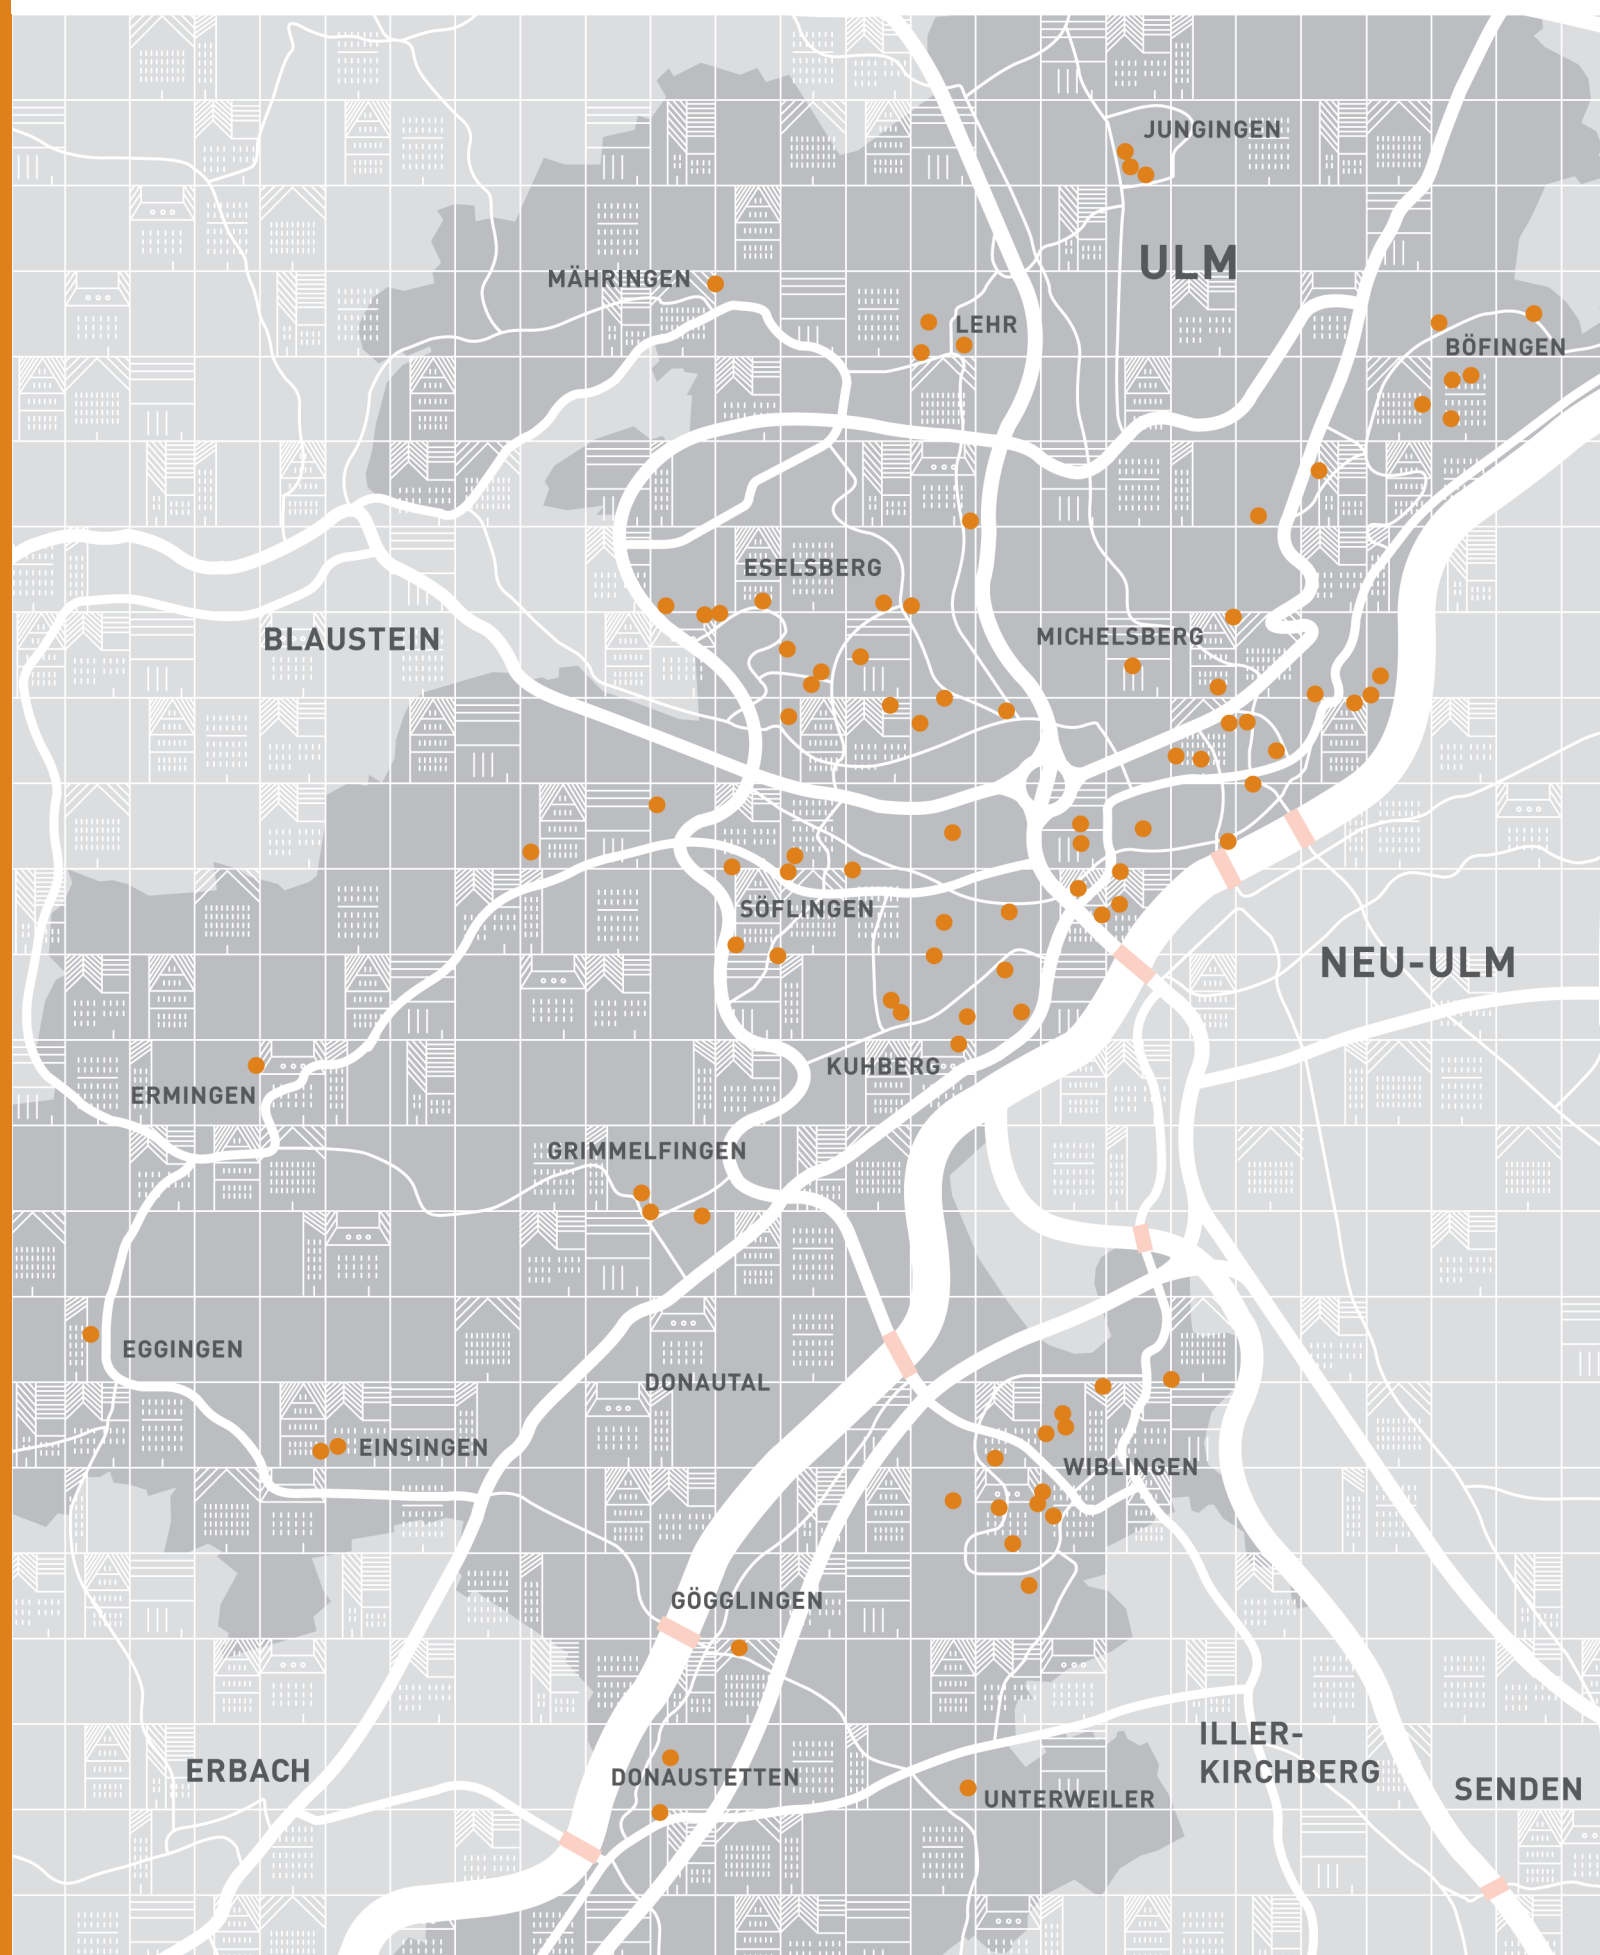 JUNGINGEN
ULM
MÄHRINGEN
LEHR
BÖFINGEN
ESELSBERG
MICHELSBERG
BLAUSTEIN
SÖFLINGEN
NEU-ULM
KUHBERG
ERMINGEN
GRIMMELFINGEN
EGGINGEN
DONAUTAL
EINSINGEN
WIBLINGEN
GÖGGLINGEN
ILLER-
KIRCHBERG
ERBACH
DONAUSTETTEN
SENDEN
UNTERWEILER